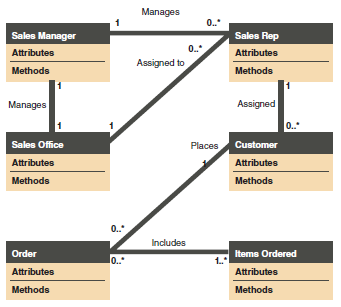 Manages
1 0..*
Sales Manager Sales Rep
Attributes Attributes
0..*
Methods Methods
Assigned to
1 1
Manages Assigned
1 1 0..*
Sales Office Places Customer
Attributes Attributes
1
Methods Methods
0..*
Includes
Order Items Ordered
0..* 1..*
Attributes Attributes
Methods Methods